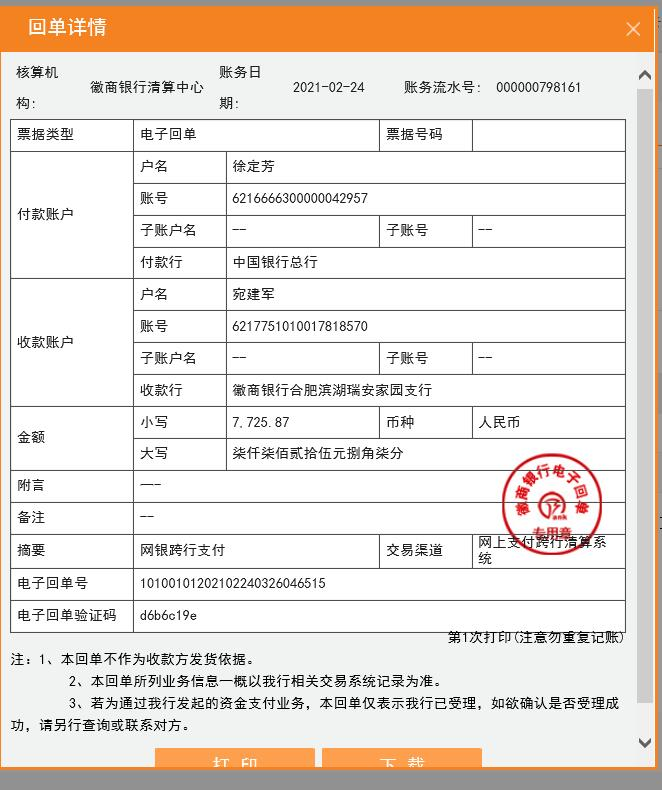 回单详情
核算机构: 徽商银行清算中心 账务日期: 2021-02-24 账务流水号: 000000798161
票据类型 电子回单 票据号码
付款账户
户名 徐定芳
账号 6216666300000042957
子账户名 -- 子账号 --
付款行 中国银行总行
收款账户
户名 宛建军
账号 6217751010017818570
子账户名 -- 子账号 --
收款行 徽商银行合肥滨湖瑞安家园支行
金额
小写 7,725.87 币种 人民币
大写 柒仟柒佰贰拾伍元捌角柒分
附言 ----
备注 --
徽商银行电子回单
ank
专用章
摘要 网银跨行支付 交易渠道 网上支付跨行清算系
统
电子回单号 10100101202102240326046515
电子回单验证码 d6b6c19e
第1次打印(注意勿重复记账)
注: 1、本回单不作为收款方发货依据。
2、本回单所列业务信息一概以我行相关交易系统记录为准。
3、若为通过我行发起的资金支付业务，本回单仅表示我行已受理，如欲确认是否受理成
功，请另行查询或联系对方。
打 印 下 载